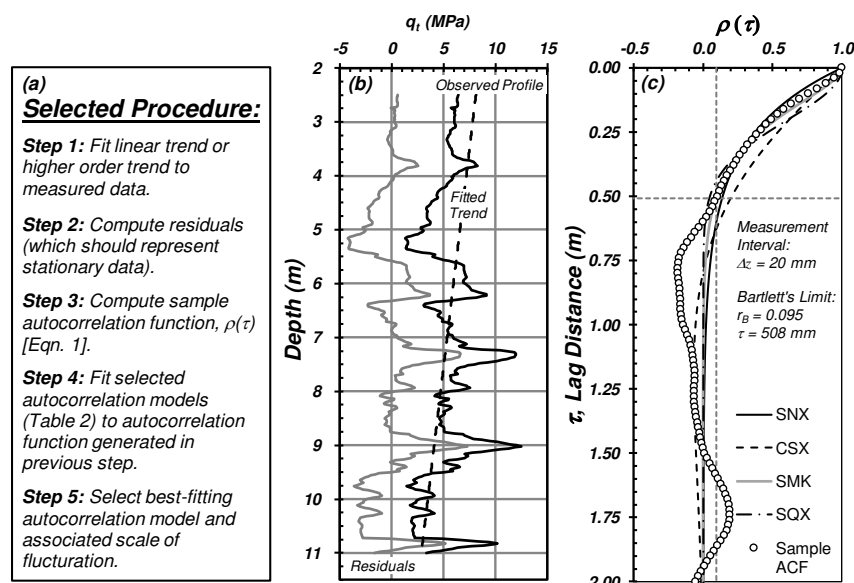 (a)
Selected Procedure:
Step 1: Fit linear trend or
higher order trend to
measured data.
Step 2: Compute residuals
(which should represent
stationary data).
Step 3: Compute sample
autocorrelation function, ρ(τ)
[Eqn. 1].
Step 4: Fit selected
autocorrelation models
(Table 2) to autocorrelation
function generated in
previous step.
Step 5: Select best-fitting
autocorrelation model and
associated scale of
flucturation.
qt (MPa)
-5 0 5 10 15
(b)
Observed Profile
Fitted
Trend
Residuals
Depth (m)
2
3
4
5
6
7
8
9
10
11
ρ (τ)
-0.5 0.0 0.5 1.0
(c)
τ, Lag Distance (m)
0.00
0.25
0.50
0.75
1.00
1.25
1.50
1.75
2.00
Measurement
Interval:
Δz = 20 mm
Bartlett's Limit:
rB = 0.095
τ = 508 mm
SNX
CSX
SMK
SQX
Sample
ACF